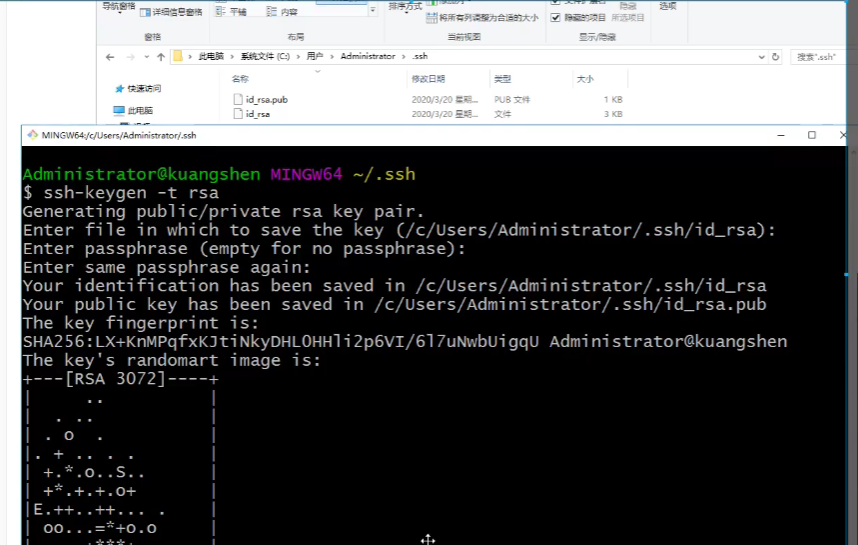 导航窗格 详细信息窗格 平铺 内容 排序方式 将所有列调整为合适的大小 隐藏的项目 隐藏 所选项目 选项
窗格 布局 当前视图 显示/隐藏
此电脑 > 系统文件 (C:) > 用户 > Administrator > .ssh 搜索".ssh"
名称 修改日期 类型 大小
快速访问
id_rsa.pub 2020/3/20 星期... PUB 文件 1 KB
此电脑
id_rsa 2020/3/20 星期... 文件 3 KB
MINGW64:/c/Users/Administrator/.ssh
Administrator@kuangshen MINGW64 ~/.ssh
$ ssh-keygen -t rsa
Generating public/private rsa key pair.
Enter file in which to save the key (/c/Users/Administrator/.ssh/id_rsa):
Enter passphrase (empty for no passphrase):
Enter same passphrase again:
Your identification has been saved in /c/Users/Administrator/.ssh/id_rsa
Your public key has been saved in /c/Users/Administrator/.ssh/id_rsa.pub
The key fingerprint is:
SHA256:LX+KnMPqfxKJtiNkyDHLOHHli2p6VI/6l7uNwbUigqU Administrator@kuangshen
The key's randomart image is:
+---[RSA 3072]----+
|     ..          |
|  . ..           |
| . o  .          |
|. + .. . .       |
| +.*.o..S..      |
| +*.+.+.o+       |
|E.++..++... .    |
| oo...=*+o.o     |